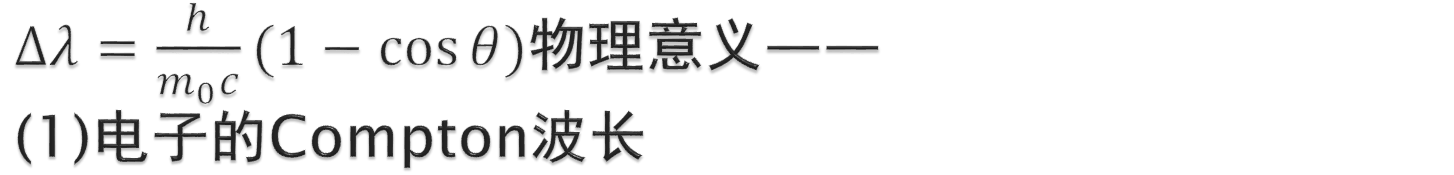 Δλ = h/(m₀c) (1 − cos θ)物理意义——
(1)电子的Compton波长